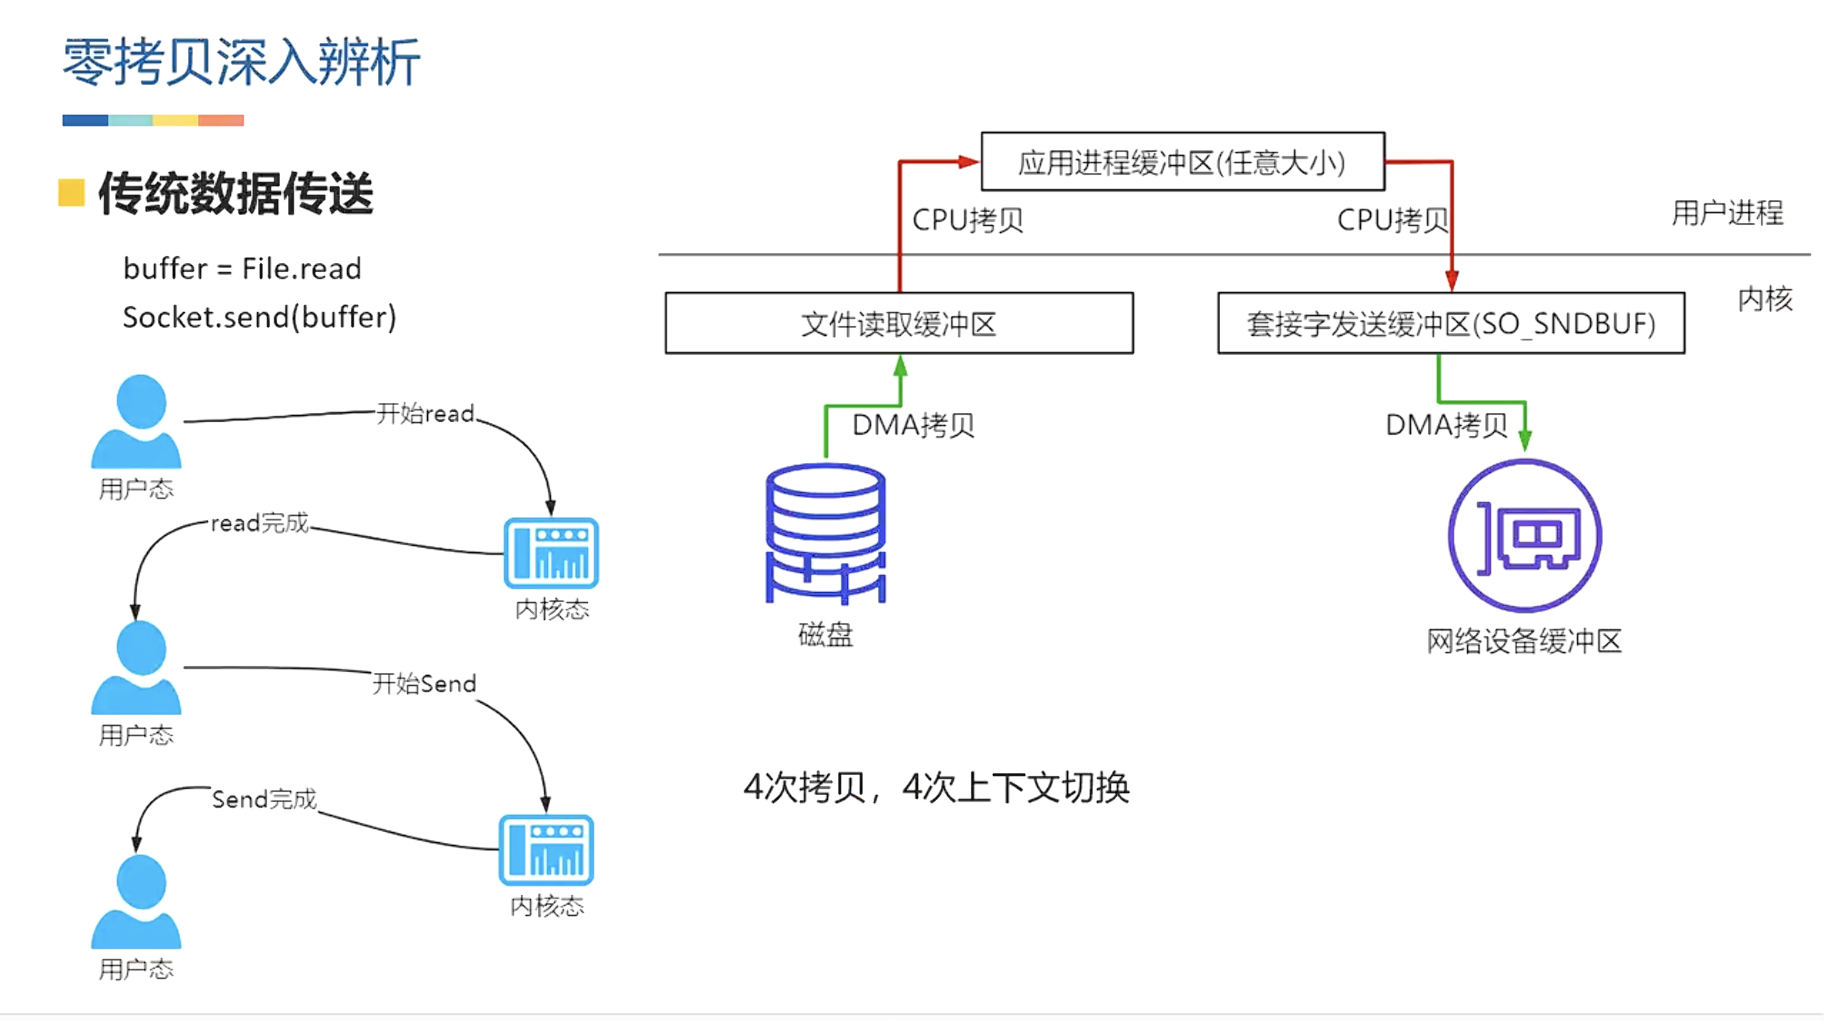 零拷贝深入辨析
传统数据传送
buffer = File.read
Socket.send(buffer)
开始read
用户态
read完成
内核态
用户态
开始Send
Send完成
内核态
用户态
应用进程缓冲区(任意大小)
CPU拷贝
CPU拷贝
用户进程
内核
文件读取缓冲区
套接字发送缓冲区(SO_SNDBUF)
DMA拷贝
DMA拷贝
磁盘
网络设备缓冲区
4次拷贝，4次上下文切换